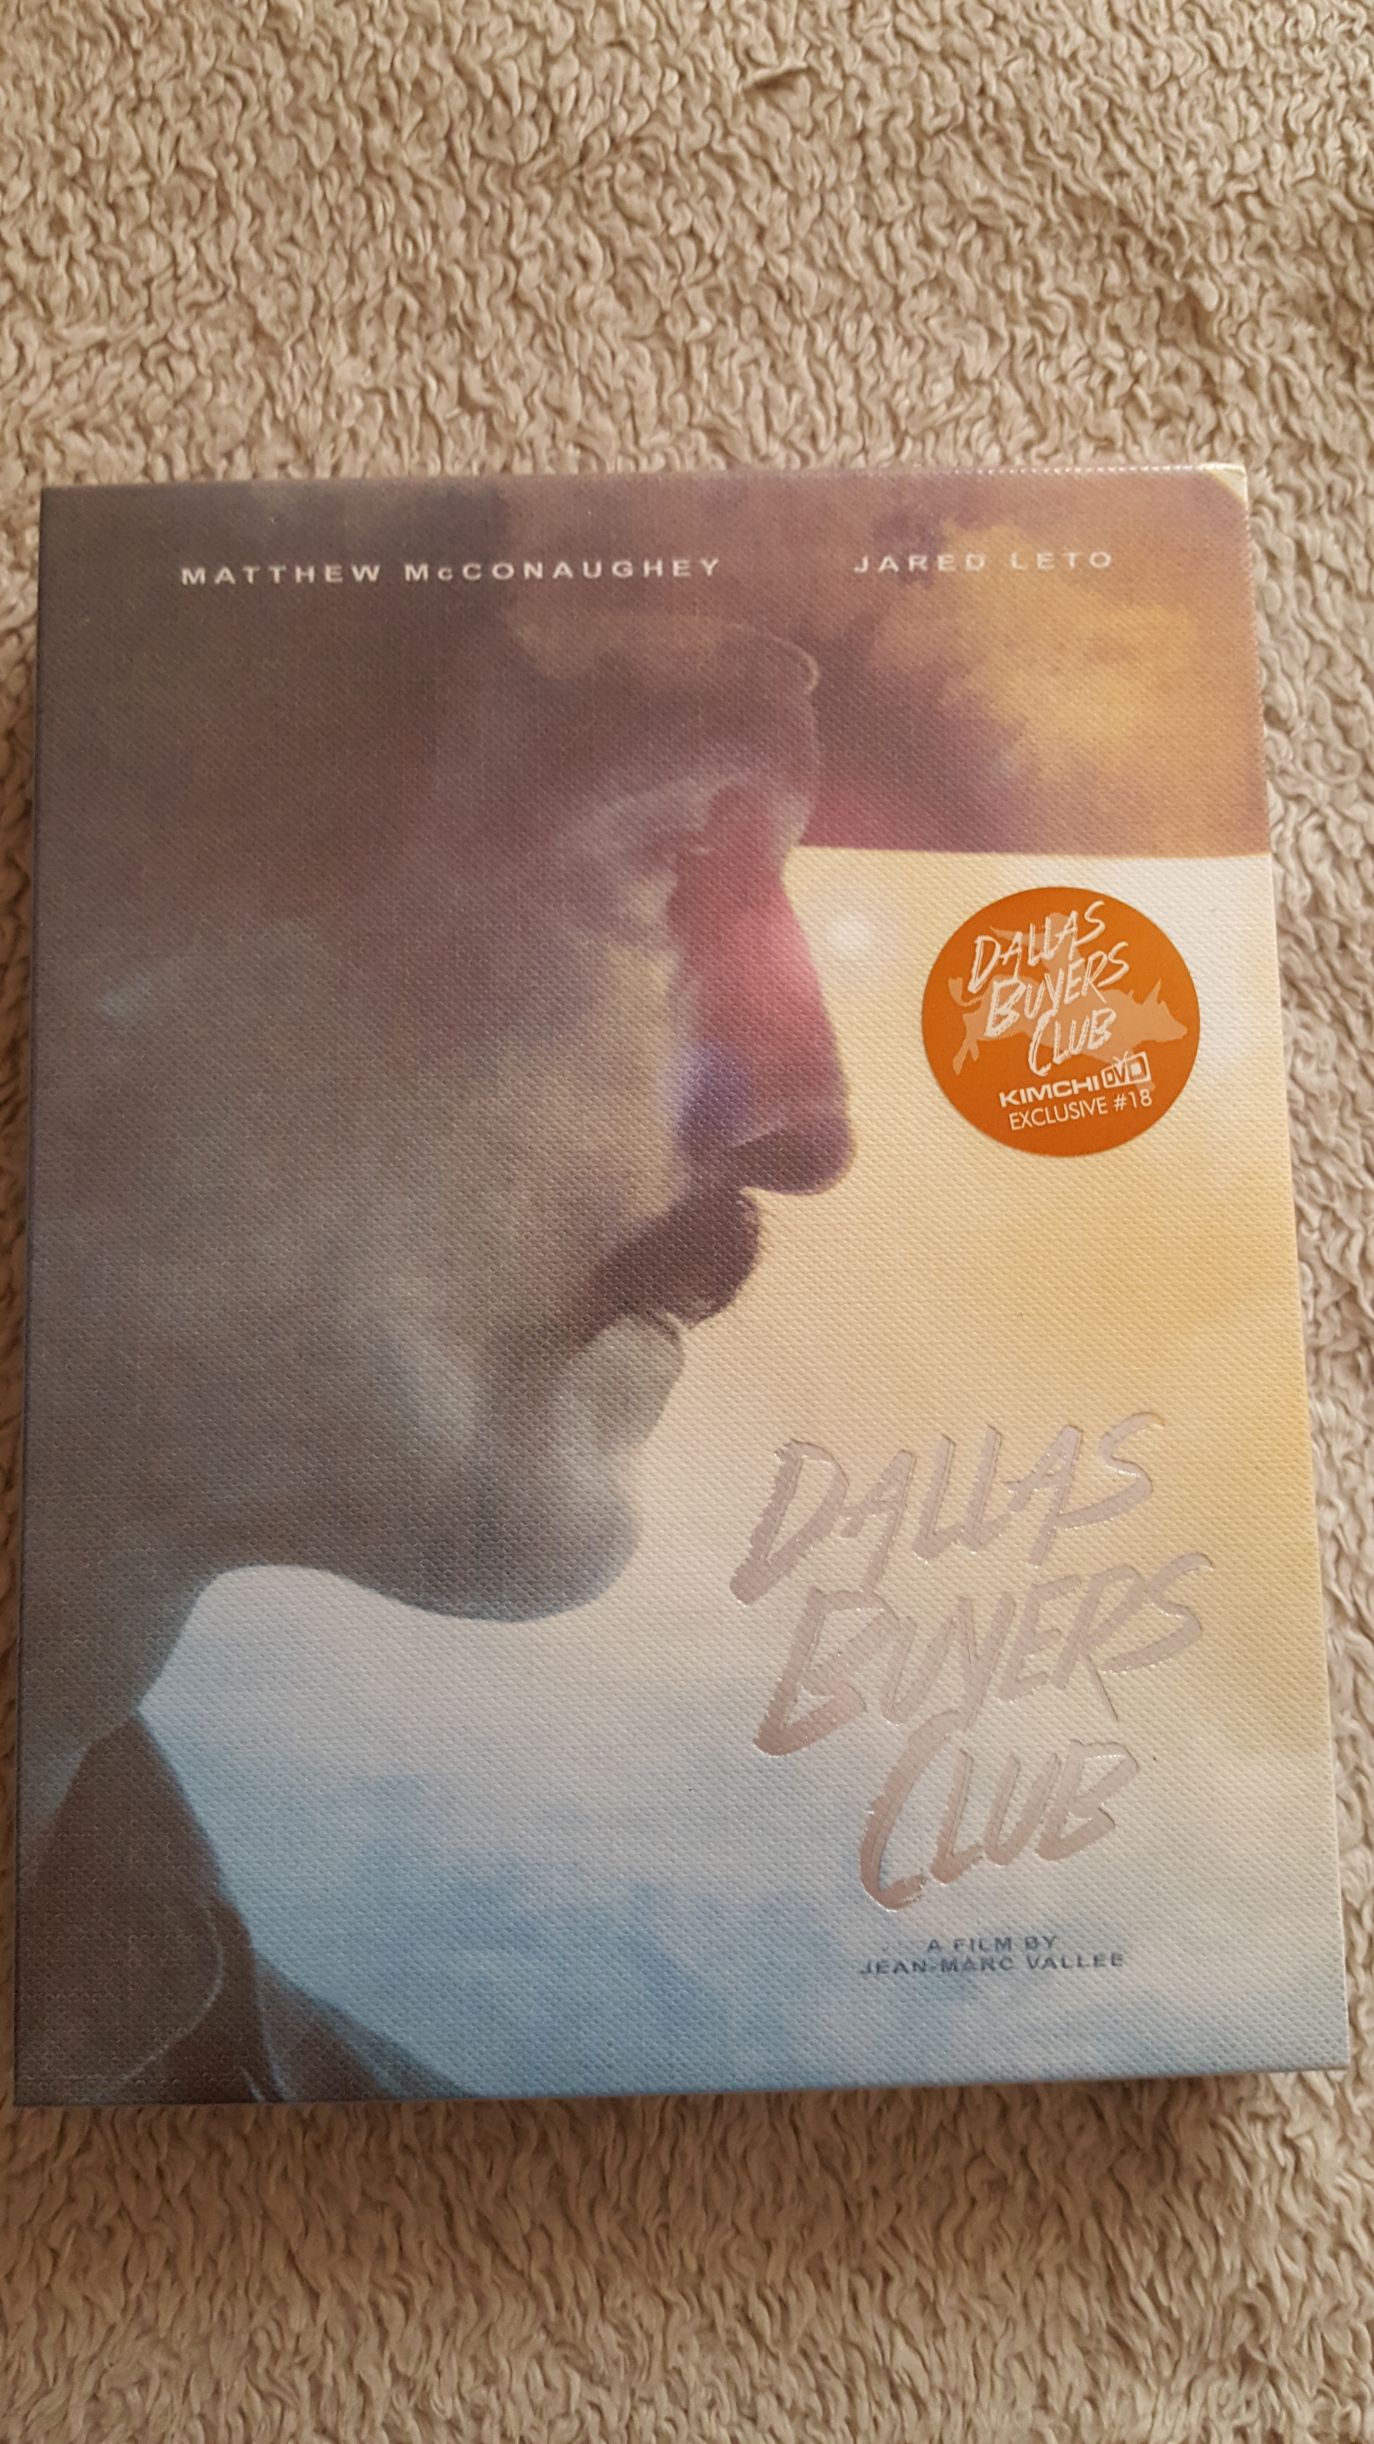 MATTHEW McCONAUGHEY JARED LETO
DALLAS
BUYERS
CLUB
KIMCHI DVD
EXCLUSIVE #18
DALLAS
BUYERS
CLUB
A FILM BY
JEAN-MARC VALLEE